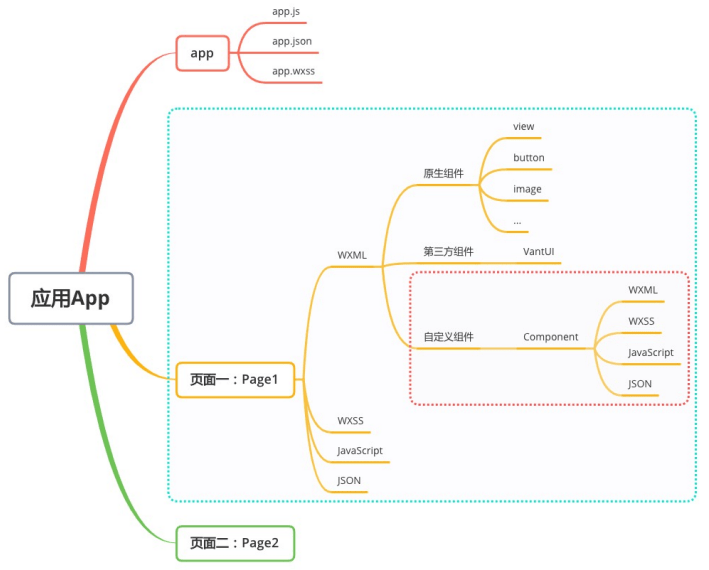 app.js
app
app.json
app.wxss
view
button
原生组件
image
...
WXML
第三方组件
VantUI
WXML
WXSS
自定义组件
Component
JavaScript
JSON
应用App
页面一：Page1
WXSS
JavaScript
JSON
页面二：Page2